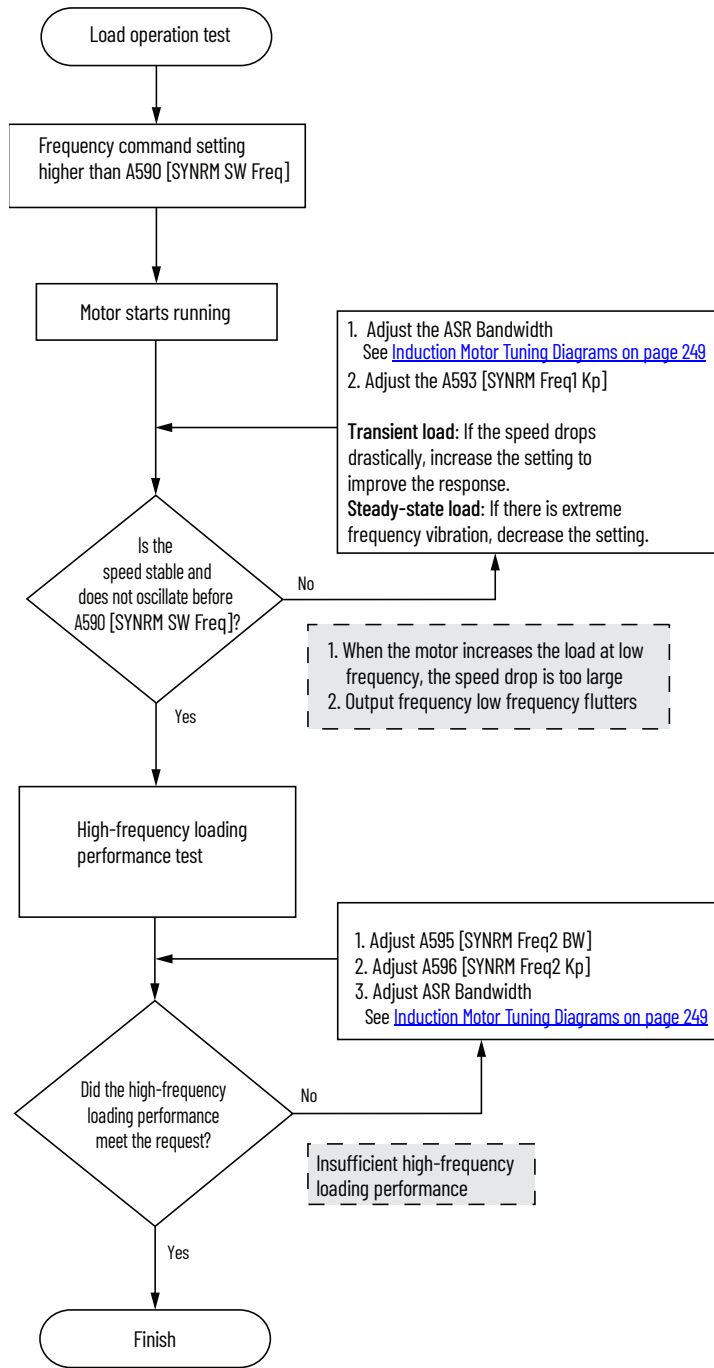 Load operation test
Frequency command setting
higher than A590 [SYNRM SW Freq]
Motor starts running
1. Adjust the ASR Bandwidth
See Induction Motor Tuning Diagrams on page 249
2. Adjust the A593 [SYNRM Freq1 Kp]
Transient load: If the speed drops
drastically, increase the setting to
improve the response.
Steady-state load: If there is extreme
frequency vibration, decrease the setting.
Is the
speed stable and
does not oscillate before
A590 [SYNRM SW Freq]?
No
1. When the motor increases the load at low
frequency, the speed drop is too large
2. Output frequency low frequency flutters
Yes
High-frequency loading
performance test
1. Adjust A595 [SYNRM Freq2 BW]
2. Adjust A596 [SYNRM Freq2 Kp]
3. Adjust ASR Bandwidth
See Induction Motor Tuning Diagrams on page 249
Did the high-frequency
loading performance
meet the request?
No
Insufficient high-frequency
loading performance
Yes
Finish